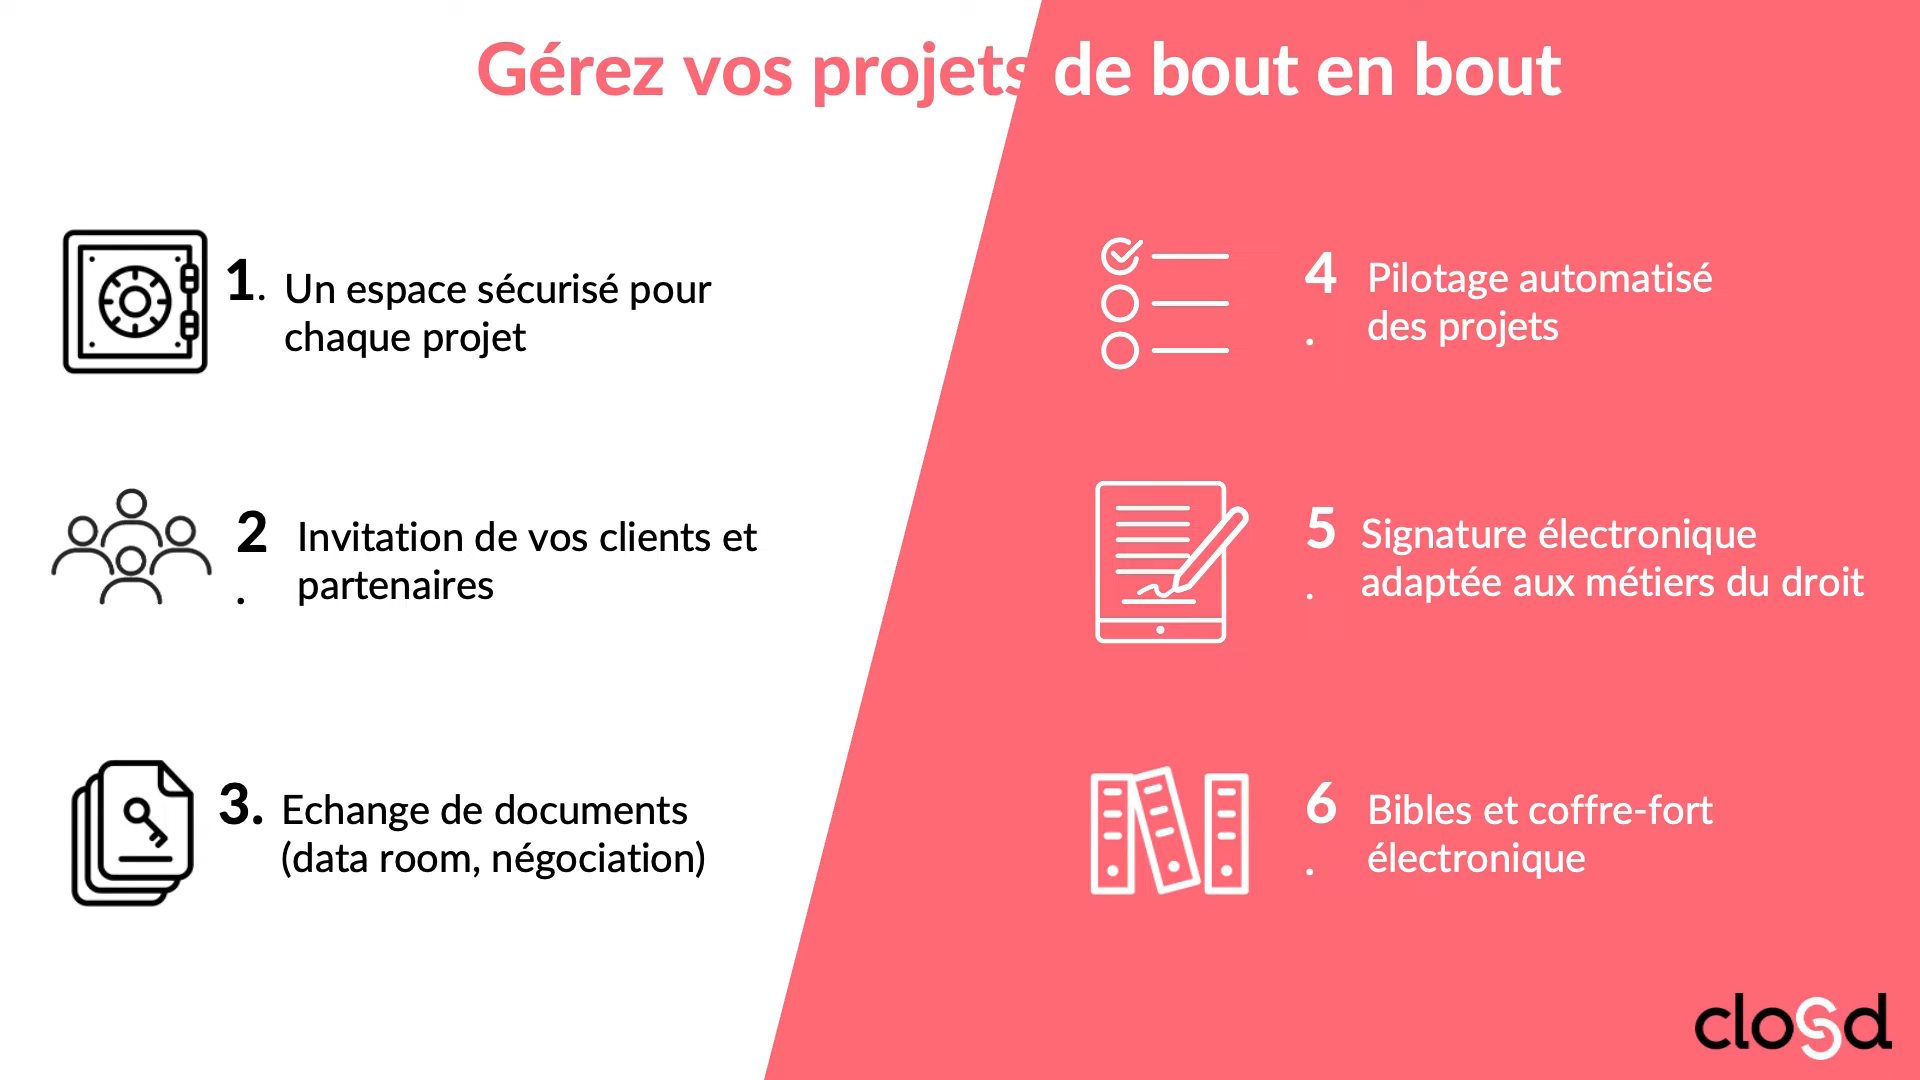 Gérez vos projets de bout en bout
1. Un espace sécurisé pour
chaque projet
2 Invitation de vos clients et
. partenaires
3. Echange de documents
(data room, négociation)
4 Pilotage automatisé
. des projets
5 Signature électronique
. adaptée aux métiers du droit
6 Bibles et coffre-fort
. électronique
closd